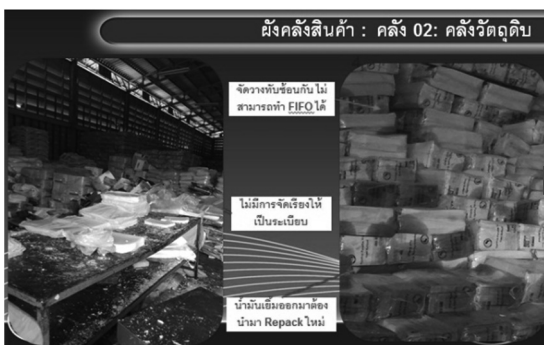 ผังคลังสินค้า : คลัง 02: คลังวัตถุดิบ
จัดวางทับซ้อนกัน ไม่
สามารถทำ FIFO ได้
ไม่มีการจัดเรียงให้
เป็นระเบียบ
น้ำมันเยิ้มออกมาต้อง
นำมา Repack ใหม่